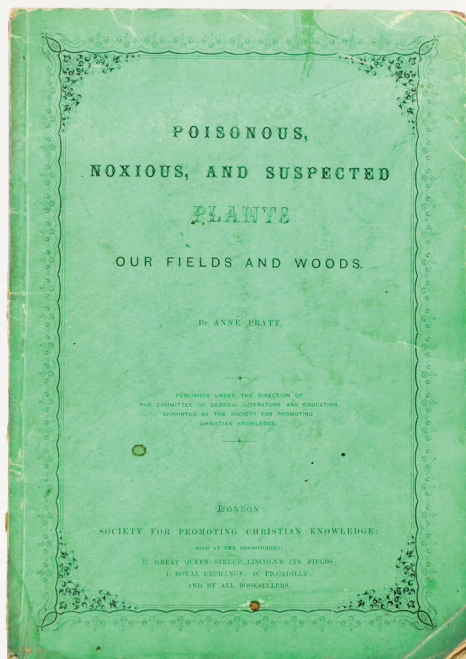 POISONOUS,
NOXIOUS, AND SUSPECTED
PLANTS
OUR FIELDS AND WOODS.
By ANNE PRATT.
PUBLISHED UNDER THE DIRECTION OF
THE COMMITTEE OF GENERAL LITERATURE AND EDUCATION,
APPOINTED BY THE SOCIETY FOR PROMOTING
CHRISTIAN KNOWLEDGE.
LONDON:
SOCIETY FOR PROMOTING CHRISTIAN KNOWLEDGE;
SOLD AT THE DEPOSITORIES:
77, GREAT QUEEN STREET, LINCOLN'S INN FIELDS;
4, ROYAL EXCHANGE; 48, PICCADILLY;
AND BY ALL BOOKSELLERS.